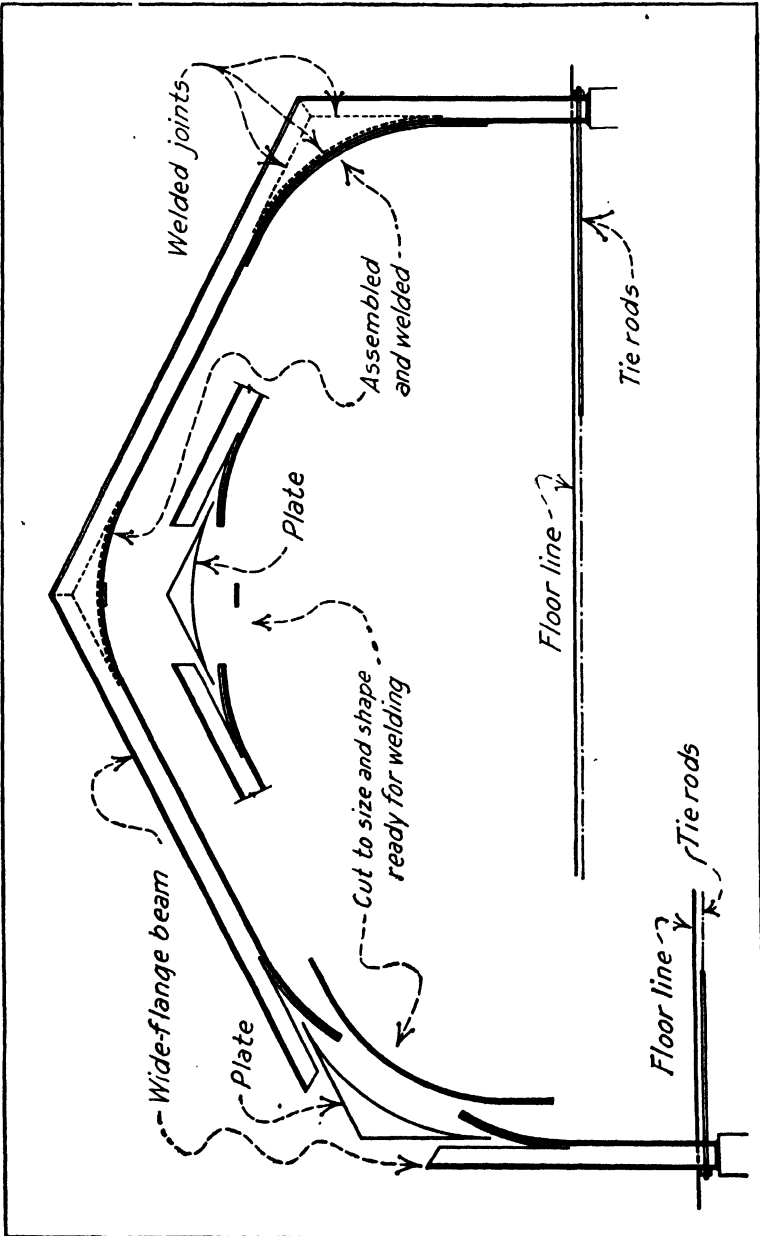 Welded joints
Assembled
and welded
Tie rods
Plate
Floor line
Cut to size and shape
ready for welding
Wide-flange beam
Plate
Floor line
Tie rods